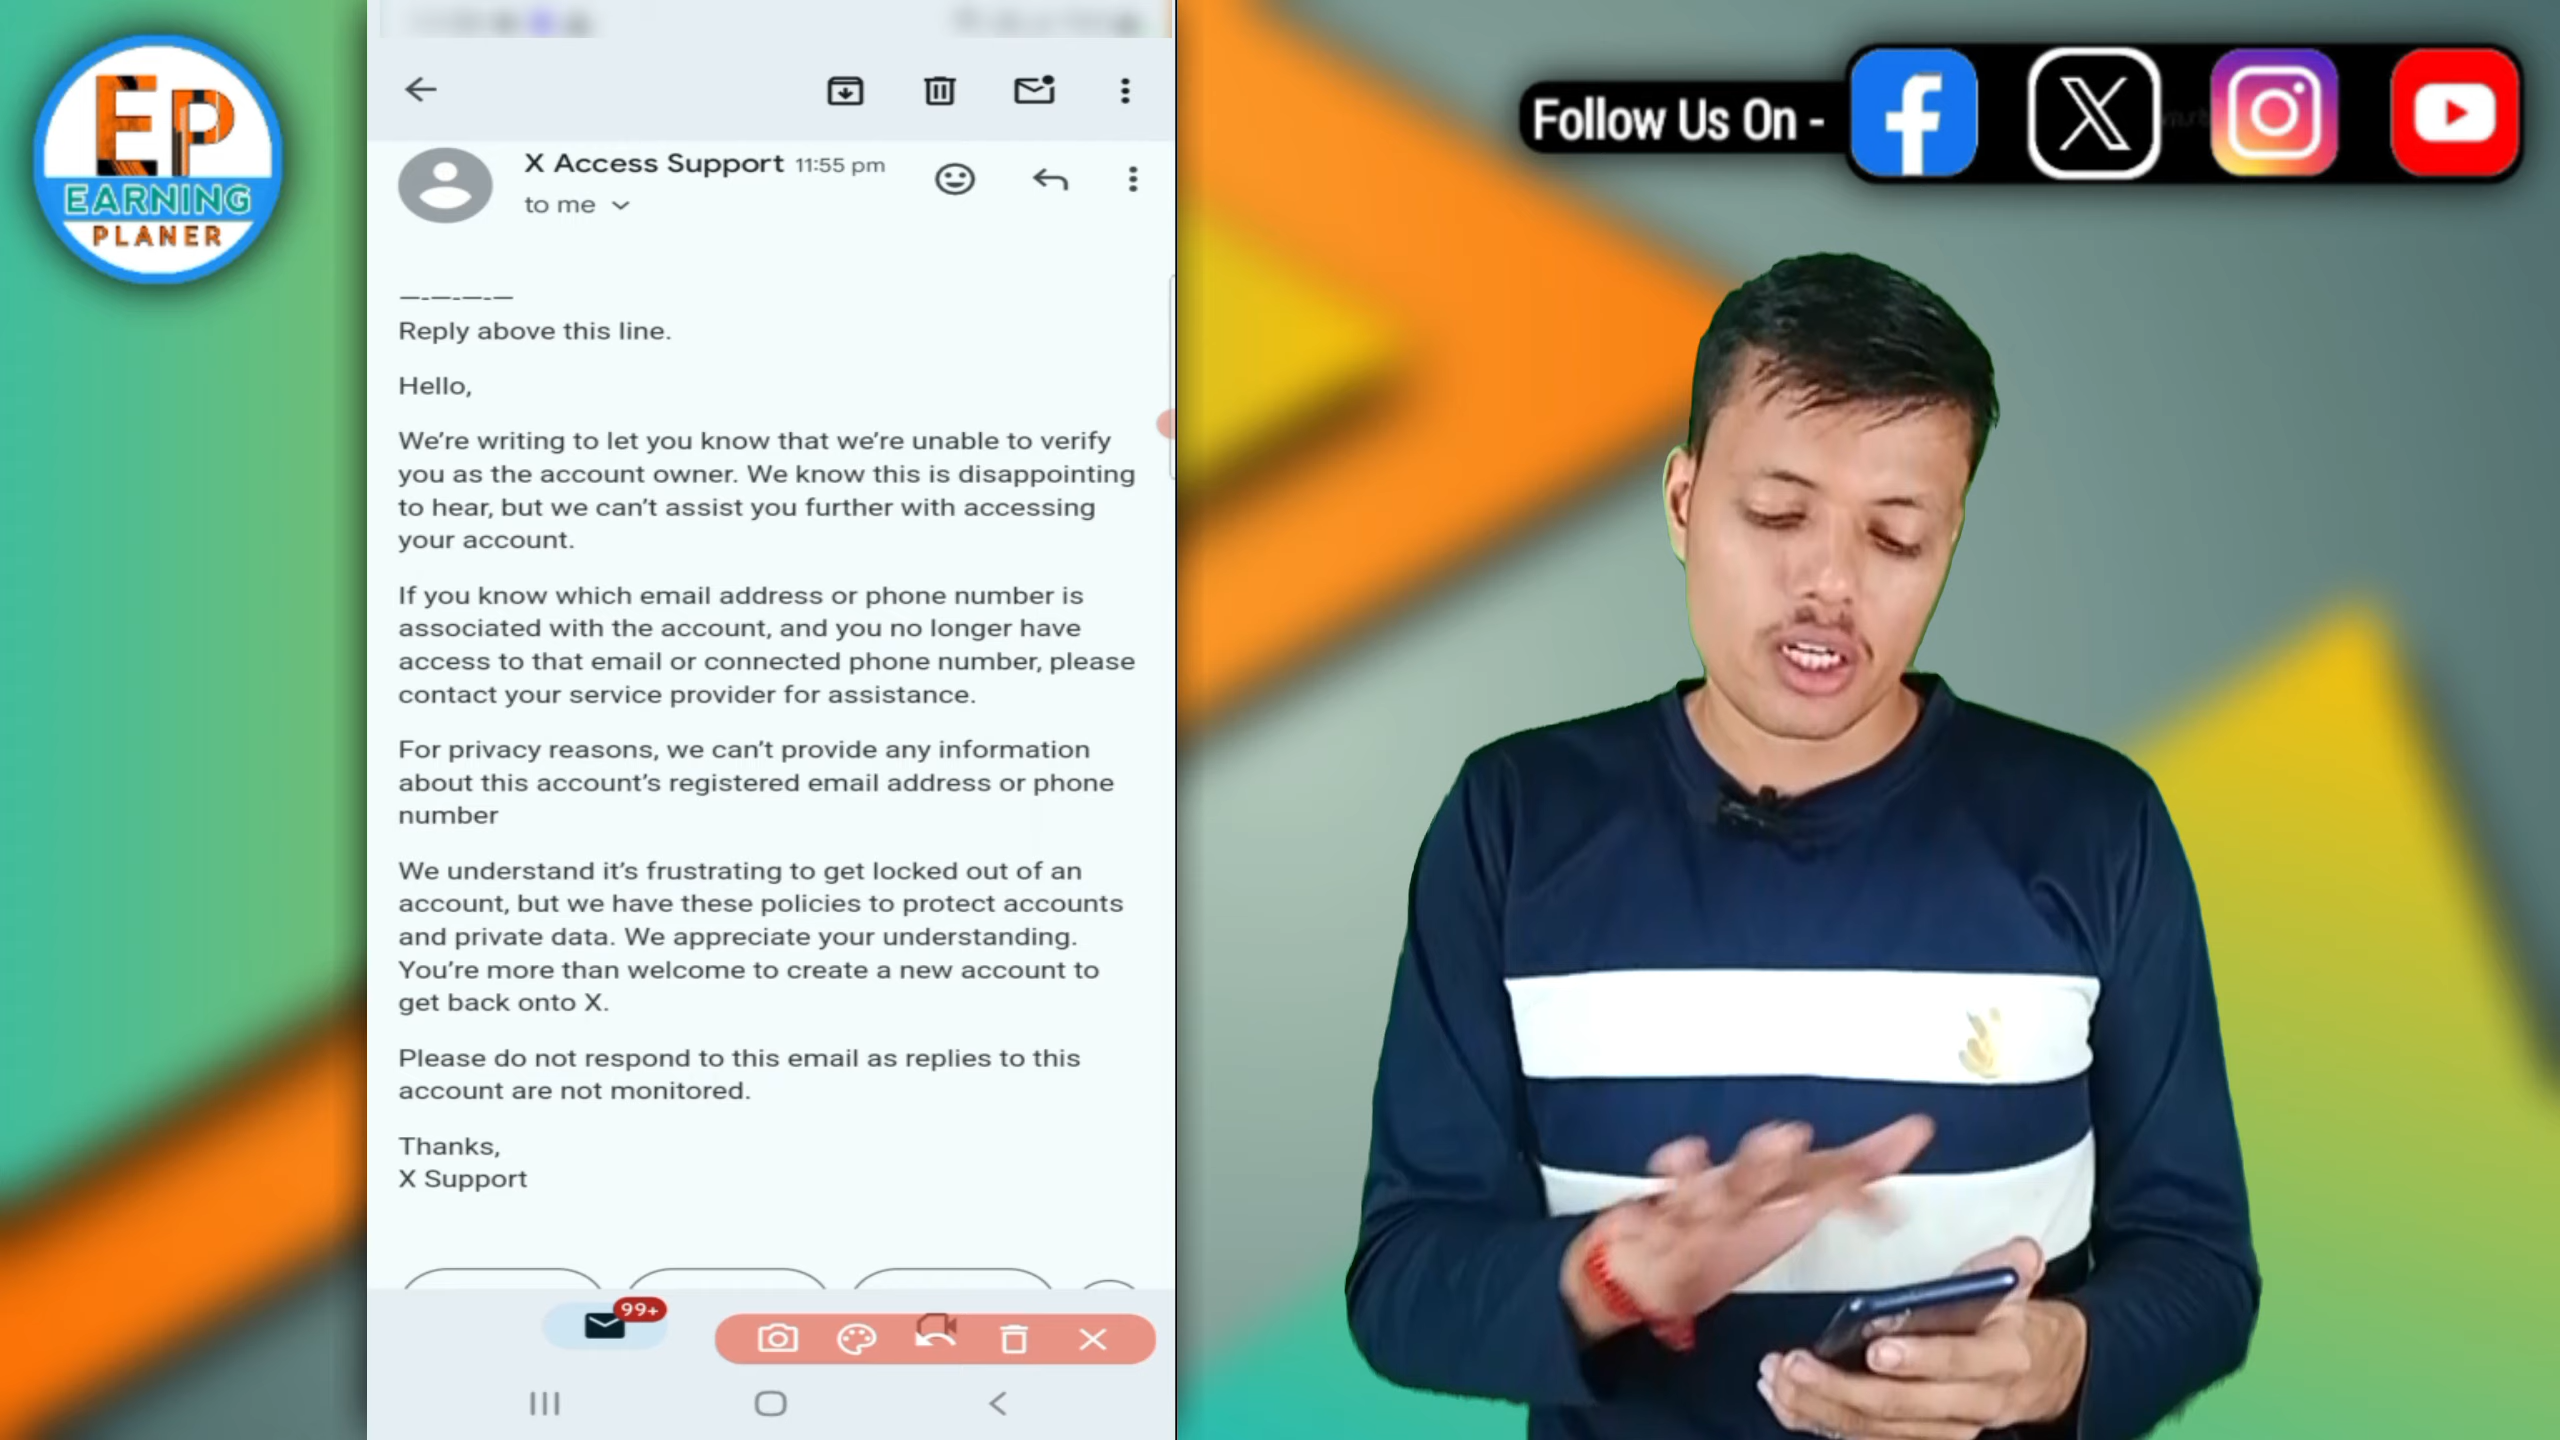 EP
EARNING
PLANER
Follow Us On -
X Access Support 11:55 pm
to me
—-—-—-—
Reply above this line.
Hello,
We’re writing to let you know that we’re unable to verify
you as the account owner. We know this is disappointing
to hear, but we can’t assist you further with accessing
your account.
If you know which email address or phone number is
associated with the account, and you no longer have
access to that email or connected phone number, please
contact your service provider for assistance.
For privacy reasons, we can’t provide any information
about this account’s registered email address or phone
number
We understand it’s frustrating to get locked out of an
account, but we have these policies to protect accounts
and private data. We appreciate your understanding.
You’re more than welcome to create a new account to
get back onto X.
Please do not respond to this email as replies to this
account are not monitored.
Thanks,
X Support
99+